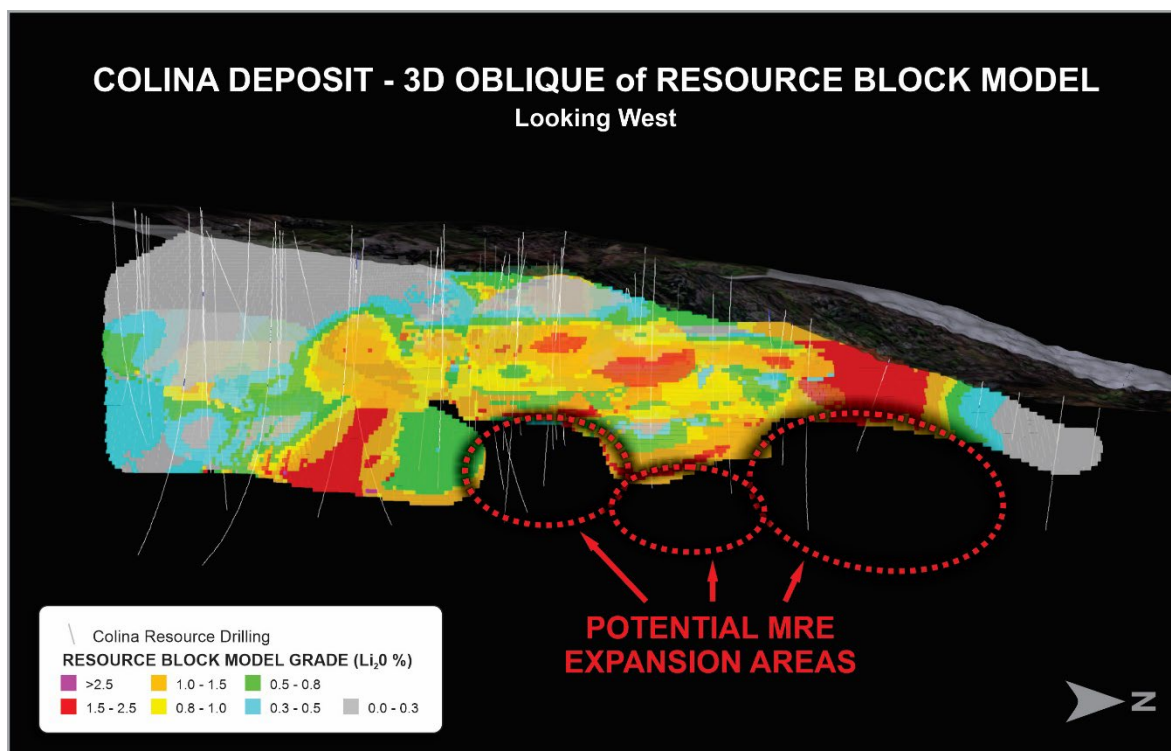 COLINA DEPOSIT - 3D OBLIQUE of RESOURCE BLOCK MODEL
Looking West
POTENTIAL MRE
EXPANSION AREAS
Colina Resource Drilling
RESOURCE BLOCK MODEL GRADE (Li₂0 %)
>2.5 1.0 - 1.5 0.5 - 0.8
1.5 - 2.5 0.8 - 1.0 0.3 - 0.5 0.0 - 0.3
N